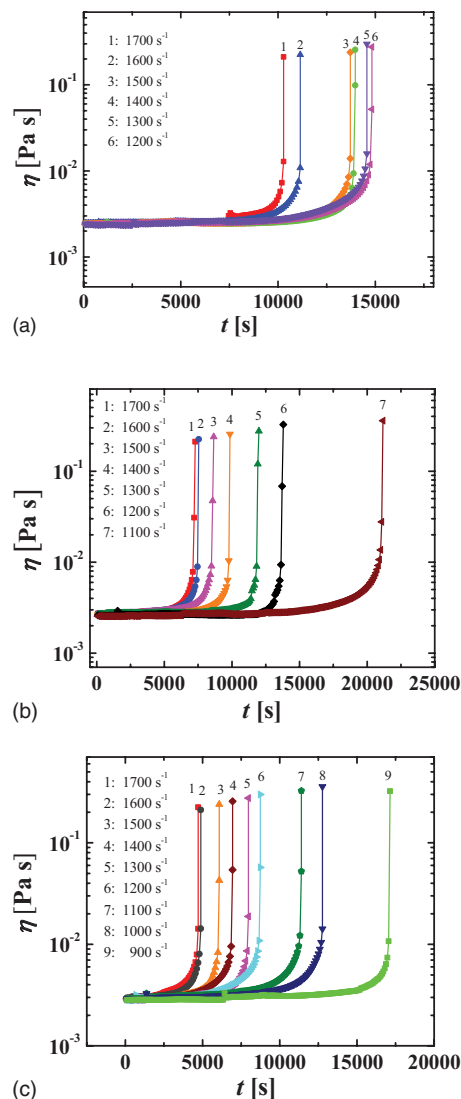 1: 1700 s⁻¹
2: 1600 s⁻¹
3: 1500 s⁻¹
4: 1400 s⁻¹
5: 1300 s⁻¹
6: 1200 s⁻¹
1 2 3 4 5 6
η [Pa s]
10⁻¹
10⁻²
10⁻³
0 5000 10000 15000
t [s]
(a)
1: 1700 s⁻¹
2: 1600 s⁻¹
3: 1500 s⁻¹
4: 1400 s⁻¹
5: 1300 s⁻¹
6: 1200 s⁻¹
7: 1100 s⁻¹
1 2 3 4 5 6 7
η [Pa s]
10⁻¹
10⁻²
10⁻³
0 5000 10000 15000 20000 25000
t [s]
(b)
1: 1700 s⁻¹
2: 1600 s⁻¹
3: 1500 s⁻¹
4: 1400 s⁻¹
5: 1300 s⁻¹
6: 1200 s⁻¹
7: 1100 s⁻¹
8: 1000 s⁻¹
9: 900 s⁻¹
1 2 3 4 5 6 7 8 9
η [Pa s]
10⁻¹
10⁻²
10⁻³
0 5000 10000 15000 20000
t [s]
(c)